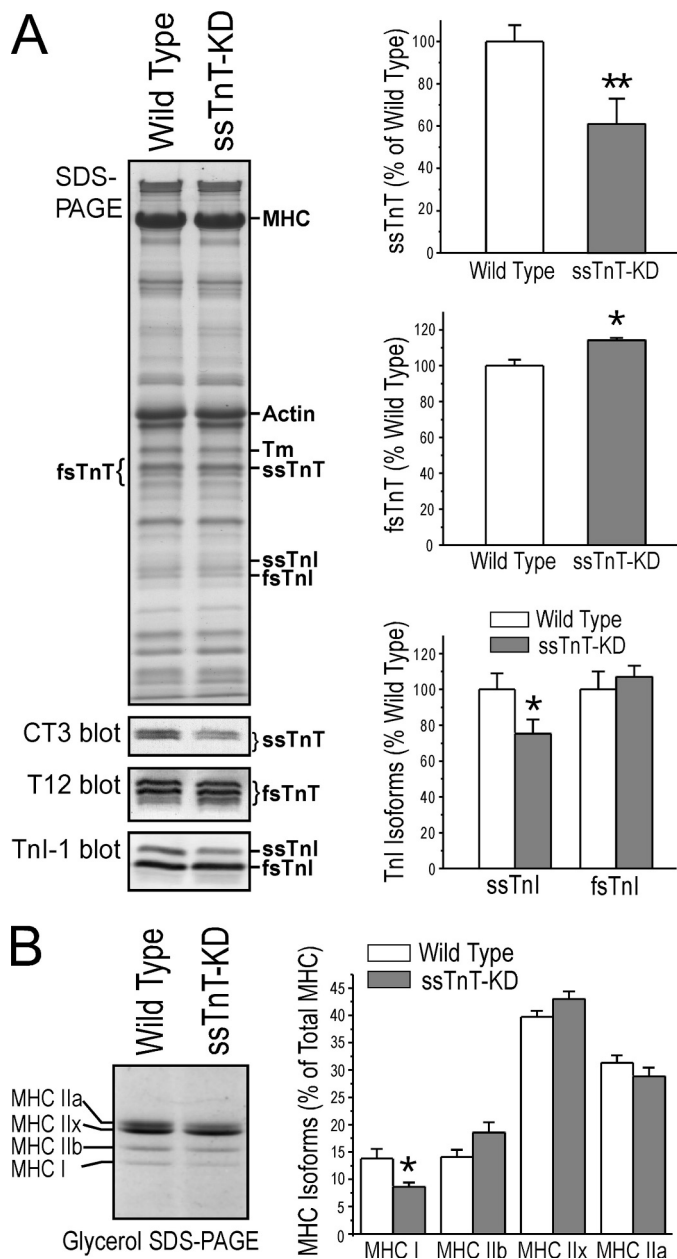 A
Wild Type
ssTnT-KD
SDS-
PAGE
MHC
Actin
Tm
fsTnT{
ssTnT
ssTnI
fsTnI
CT3 blot
}ssTnT
T12 blot
}fsTnT
TnI-1 blot
ssTnI
fsTnI
ssTnT (% of Wild Type)
100
80
60
40
20
0
**
Wild Type
ssTnT-KD
fsTnT (% Wild Type)
120
100
80
60
40
20
0
*
Wild Type
ssTnT-KD
Wild Type
ssTnT-KD
TnI Isoforms (% Wild Type)
120
100
80
60
40
20
0
*
ssTnI
fsTnI
B
Wild Type
ssTnT-KD
MHC IIa
MHC IIx
MHC IIb
MHC I
Glycerol SDS-PAGE
Wild Type
ssTnT-KD
MHC Isoforms (% of Total MHC)
45
40
35
30
25
20
15
10
5
0
*
MHC I
MHC IIb
MHC IIx
MHC IIa